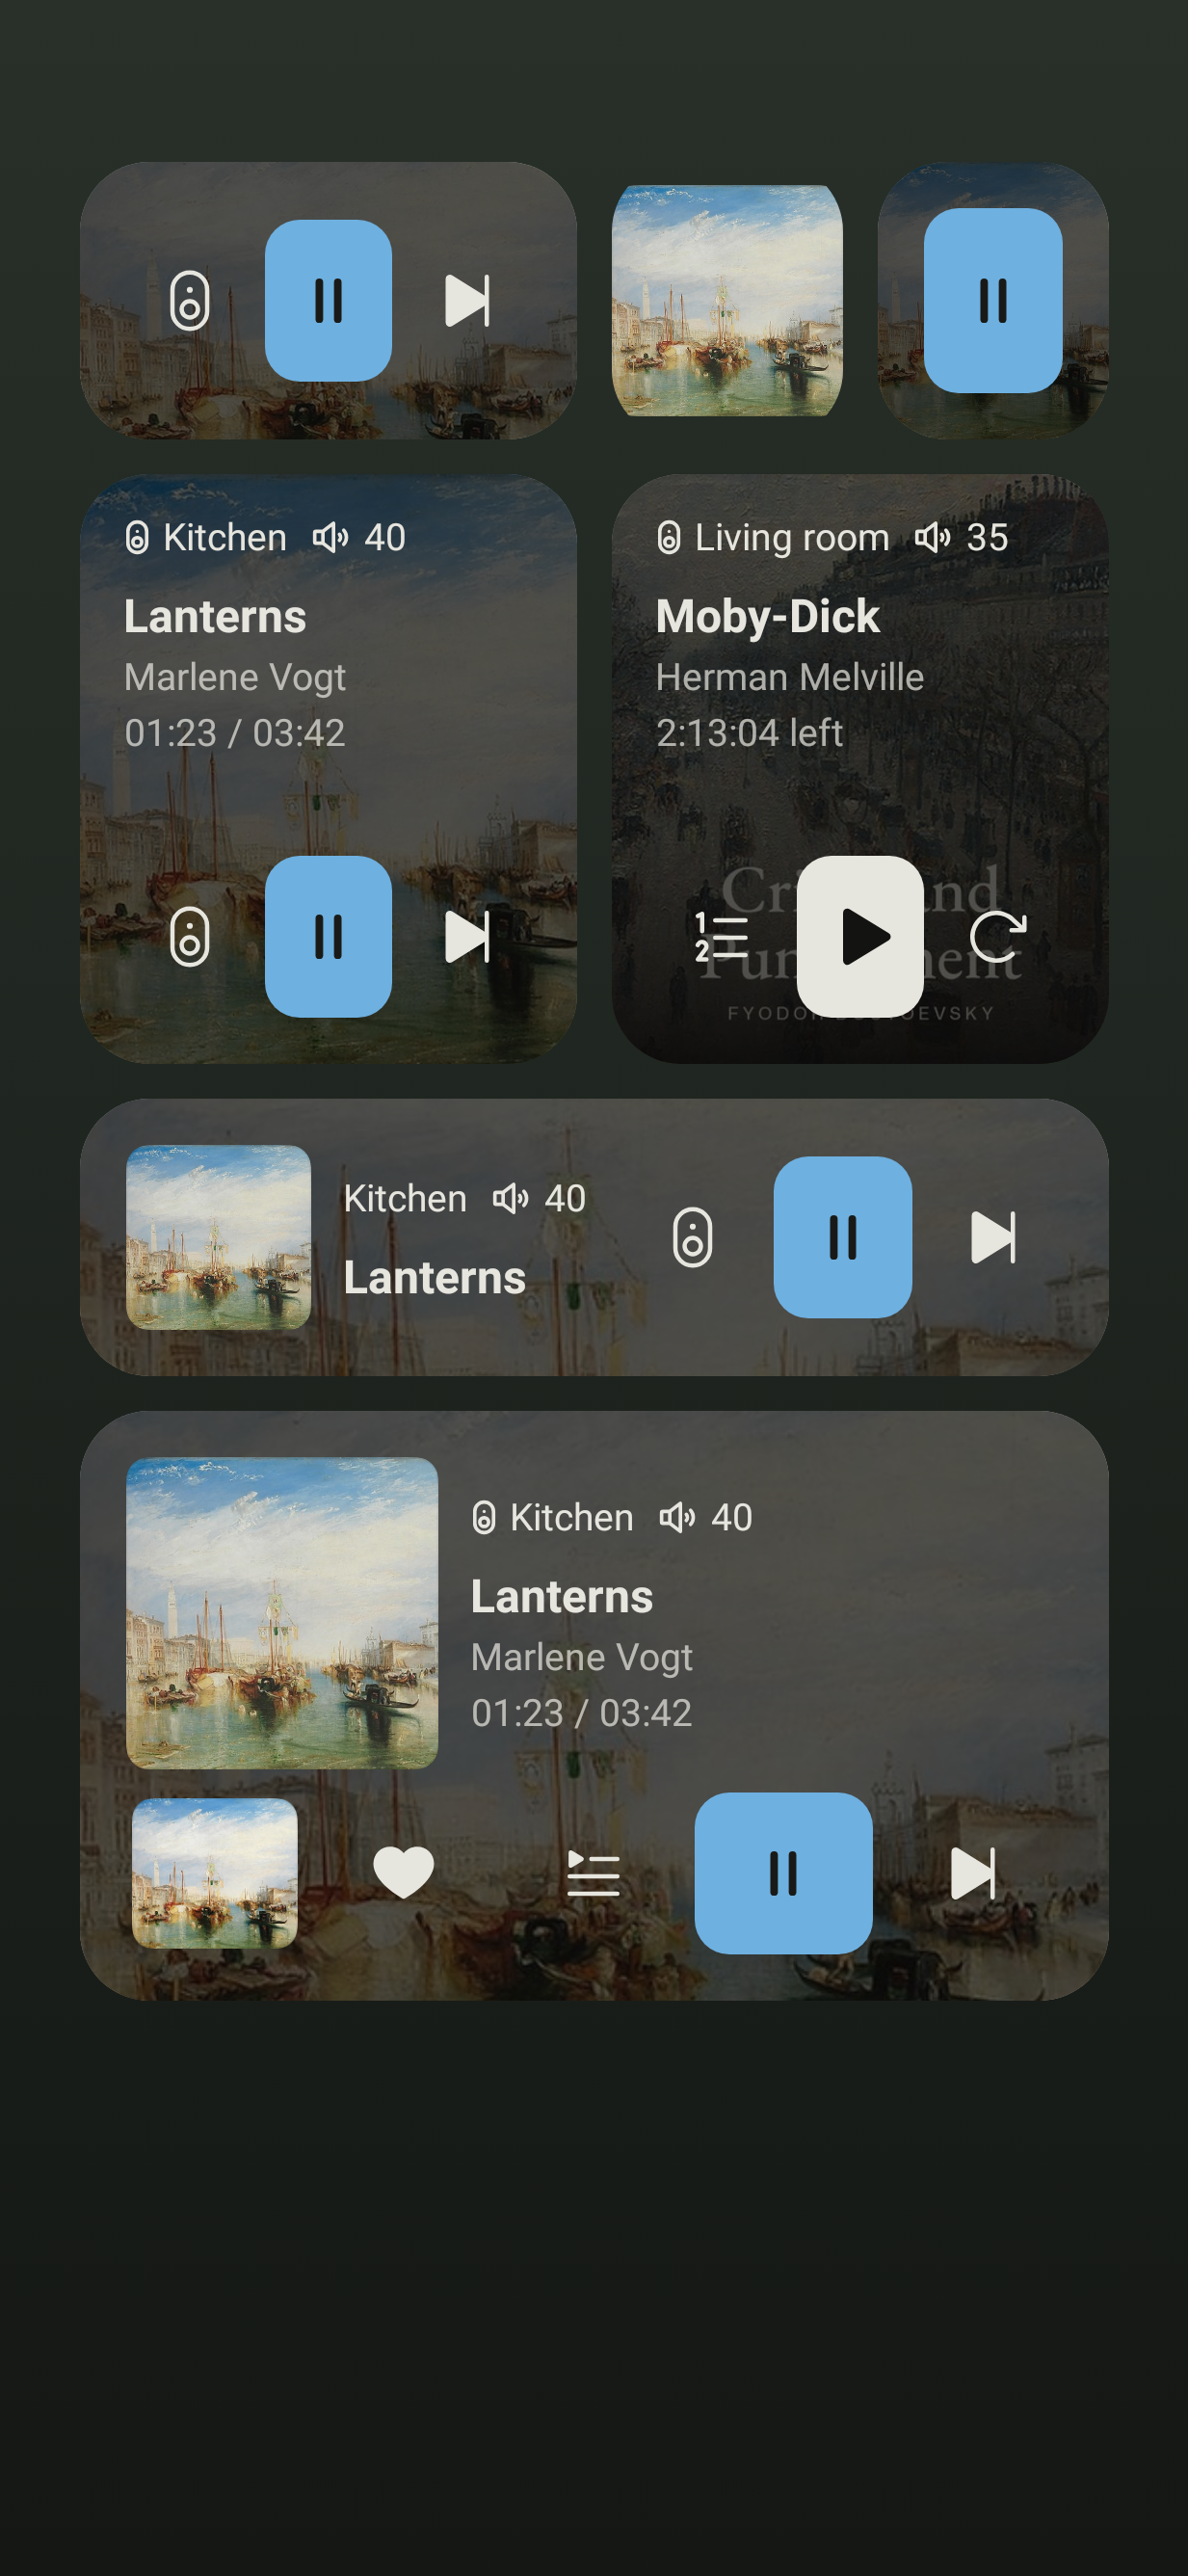 Kitchen 40
Lanterns
Marlene Vogt
01:23 / 03:42
Living room 35
Moby-Dick
Herman Melville
2:13:04 left
1
2
FYODOR
Kitchen 40
Lanterns
Kitchen 40
Lanterns
Marlene Vogt
01:23 / 03:42